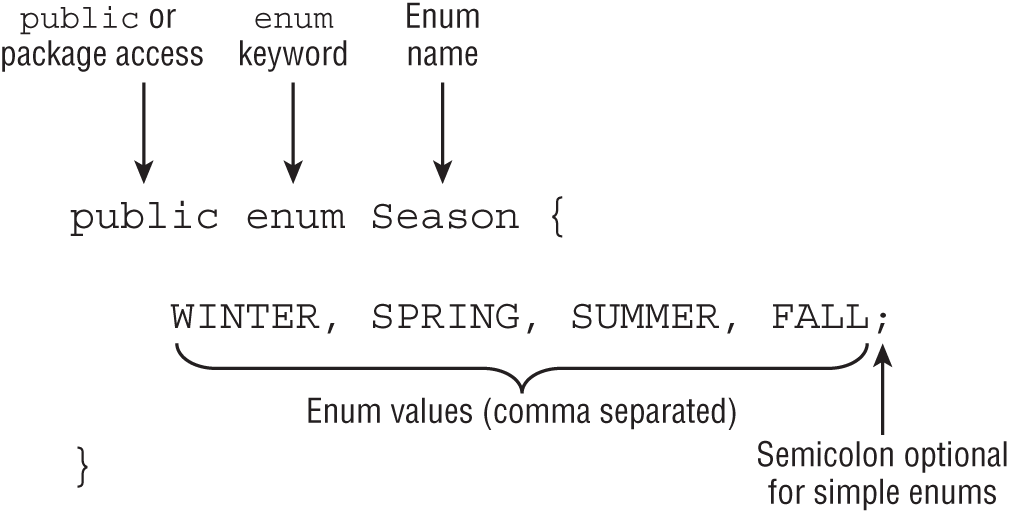 public or
package access
enum
keyword
Enum
name
public enum Season {
WINTER, SPRING, SUMMER, FALL;
Enum values (comma separated)
Semicolon optional
for simple enums
}